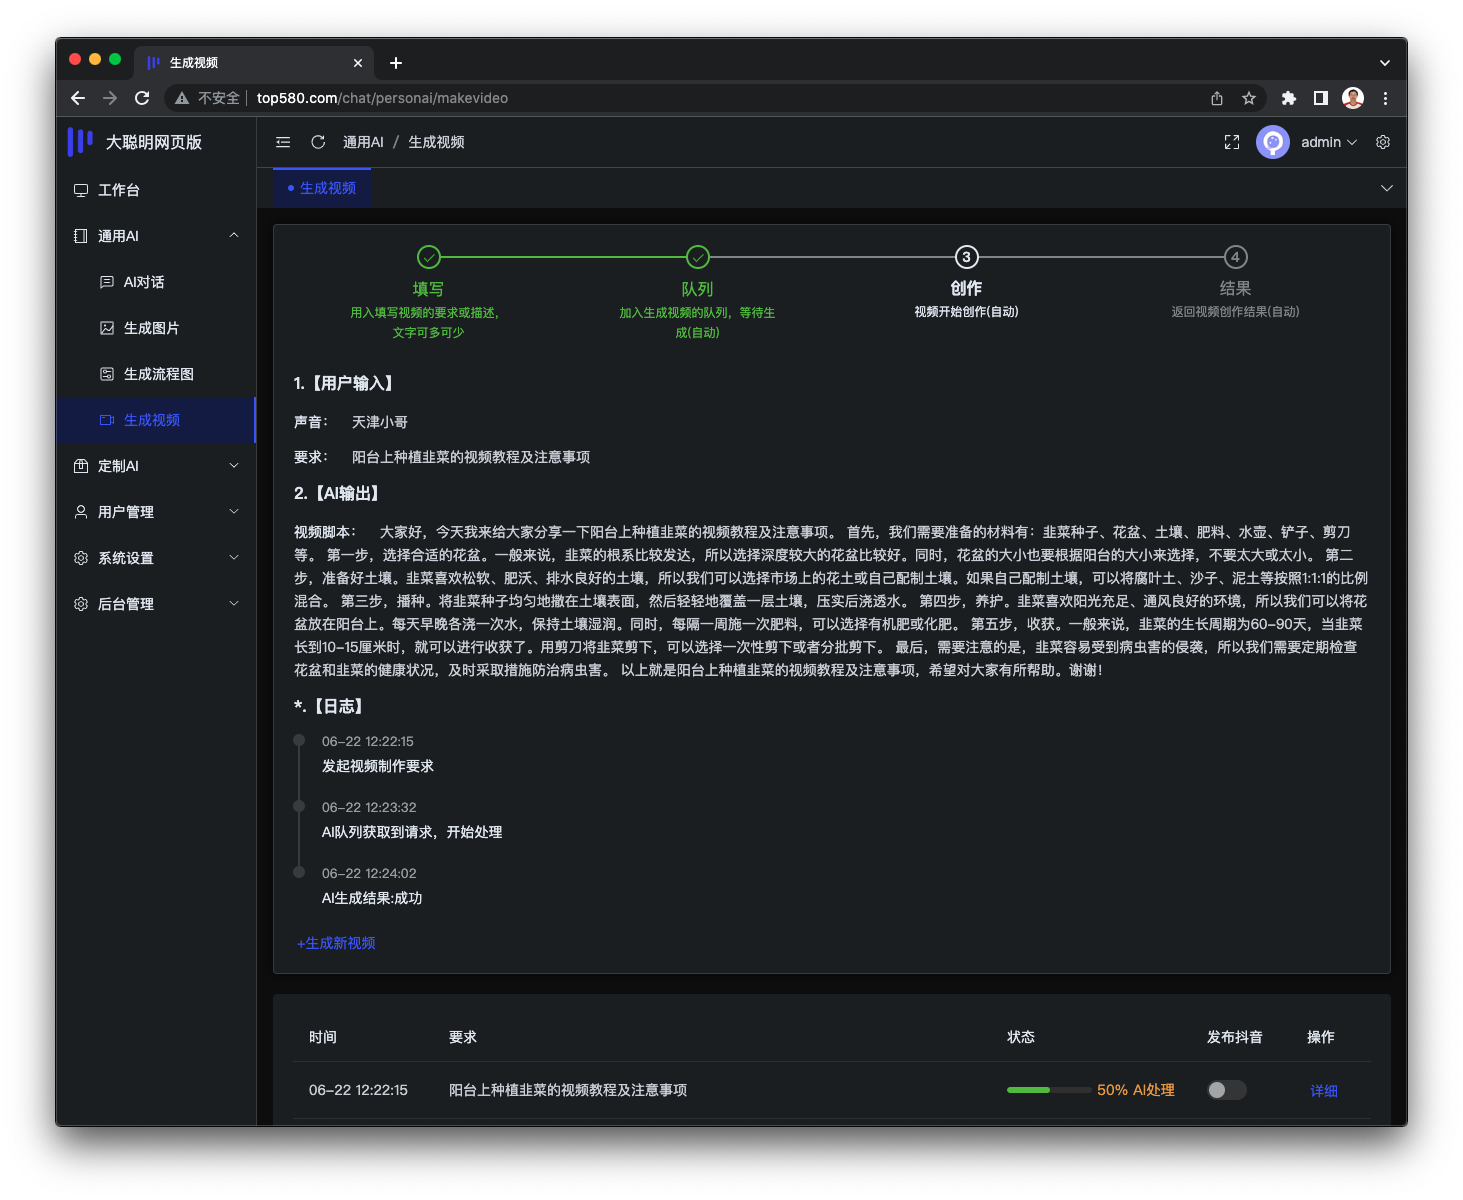 生成视频
不安全
top580.com/chat/personai/makevideo
大聪明网页版
通用AI / 生成视频
admin
工作台
通用AI
AI对话
生成图片
生成流程图
生成视频
定制AI
用户管理
系统设置
后台管理
生成视频
填写
用入填写视频的要求或描述，
文字可多可少
队列
加入生成视频的队列，等待生
成(自动)
3
创作
视频开始创作(自动)
4
结果
返回视频创作结果(自动)
1.【用户输入】
声音： 天津小哥
要求： 阳台上种植韭菜的视频教程及注意事项
2.【AI输出】
视频脚本： 大家好，今天我来给大家分享一下阳台上种植韭菜的视频教程及注意事项。 首先，我们需要准备的材料有：韭菜种子、花盆、土壤、肥料、水壶、铲子、剪刀
等。 第一步，选择合适的花盆。一般来说，韭菜的根系比较发达，所以选择深度较大的花盆比较好。同时，花盆的大小也要根据阳台的大小来选择，不要太大或太小。 第二
步，准备好土壤。韭菜喜欢松软、肥沃、排水良好的土壤，所以我们可以选择市场上的花土或自己配制土壤。如果自己配制土壤，可以将腐叶土、沙子、泥土等按照1:1:1的比例
混合。 第三步，播种。将韭菜种子均匀地撒在土壤表面，然后轻轻地覆盖一层土壤，压实后浇透水。 第四步，养护。韭菜喜欢阳光充足、通风良好的环境，所以我们可以将花
盆放在阳台上。每天早晚各浇一次水，保持土壤湿润。同时，每隔一周施一次肥料，可以选择有机肥或化肥。 第五步，收获。一般来说，韭菜的生长周期为60-90天，当韭菜
长到10-15厘米时，就可以进行收获了。用剪刀将韭菜剪下，可以选择一次性剪下或者分批剪下。 最后，需要注意的是，韭菜容易受到病虫害的侵袭，所以我们需要定期检查
花盆和韭菜的健康状况，及时采取措施防治病虫害。 以上就是阳台上种植韭菜的视频教程及注意事项，希望对大家有所帮助。谢谢！
*.【日志】
06-22 12:22:15
发起视频制作要求
06-22 12:23:32
AI队列获取到请求，开始处理
06-22 12:24:02
AI生成结果:成功
+生成新视频
时间 要求 状态 发布抖音 操作
06-22 12:22:15 阳台上种植韭菜的视频教程及注意事项 50% AI处理 详细